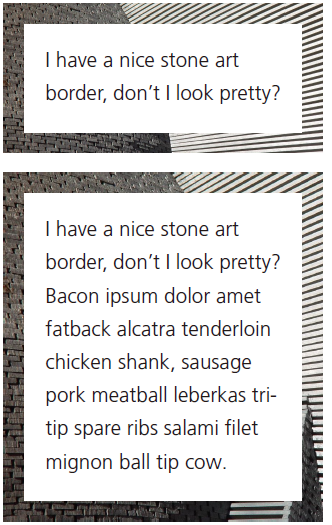 I have a nice stone art
border, don’t I look pretty?
I have a nice stone art
border, don’t I look pretty?
Bacon ipsum dolor amet
fatback alcatra tenderloin
chicken shank, sausage
pork meatball leberkas tri-
tip spare ribs salami filet
mignon ball tip cow.